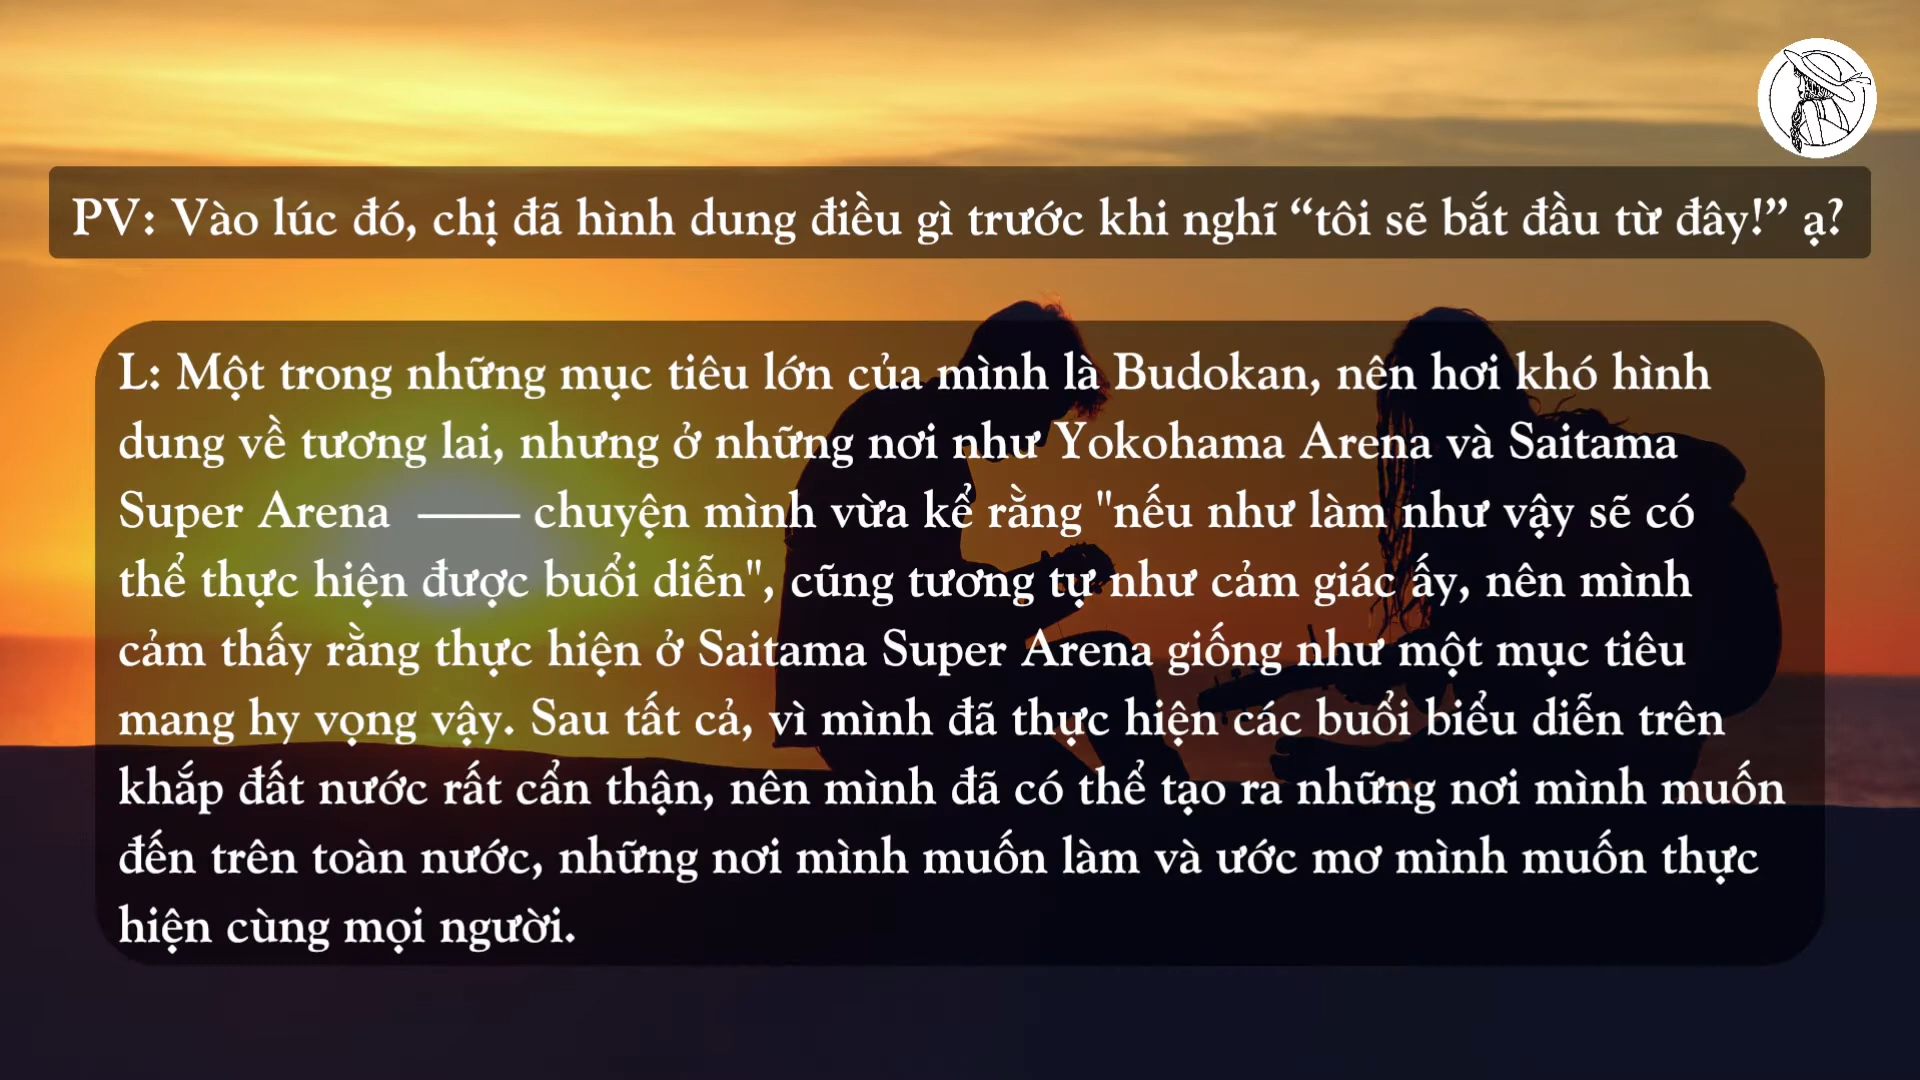 PV: Vào lúc đó, chị đã hình dung điều gì trước khi nghĩ “tôi sẽ bắt đầu từ đây!” ạ?
L: Một trong những mục tiêu lớn của mình là Budokan, nên hơi khó hình
dung về tương lai, nhưng ở những nơi như Yokohama Arena và Saitama
Super Arena —— chuyện mình vừa kể rằng "nếu như làm như vậy sẽ có
thể thực hiện được buổi diễn", cũng tương tự như cảm giác ấy, nên mình
cảm thấy rằng thực hiện ở Saitama Super Arena giống như một mục tiêu
mang hy vọng vậy. Sau tất cả, vì mình đã thực hiện các buổi biểu diễn trên
khắp đất nước rất cẩn thận, nên mình đã có thể tạo ra những nơi mình muốn
đến trên toàn nước, những nơi mình muốn làm và ước mơ mình muốn thực
hiện cùng mọi người.